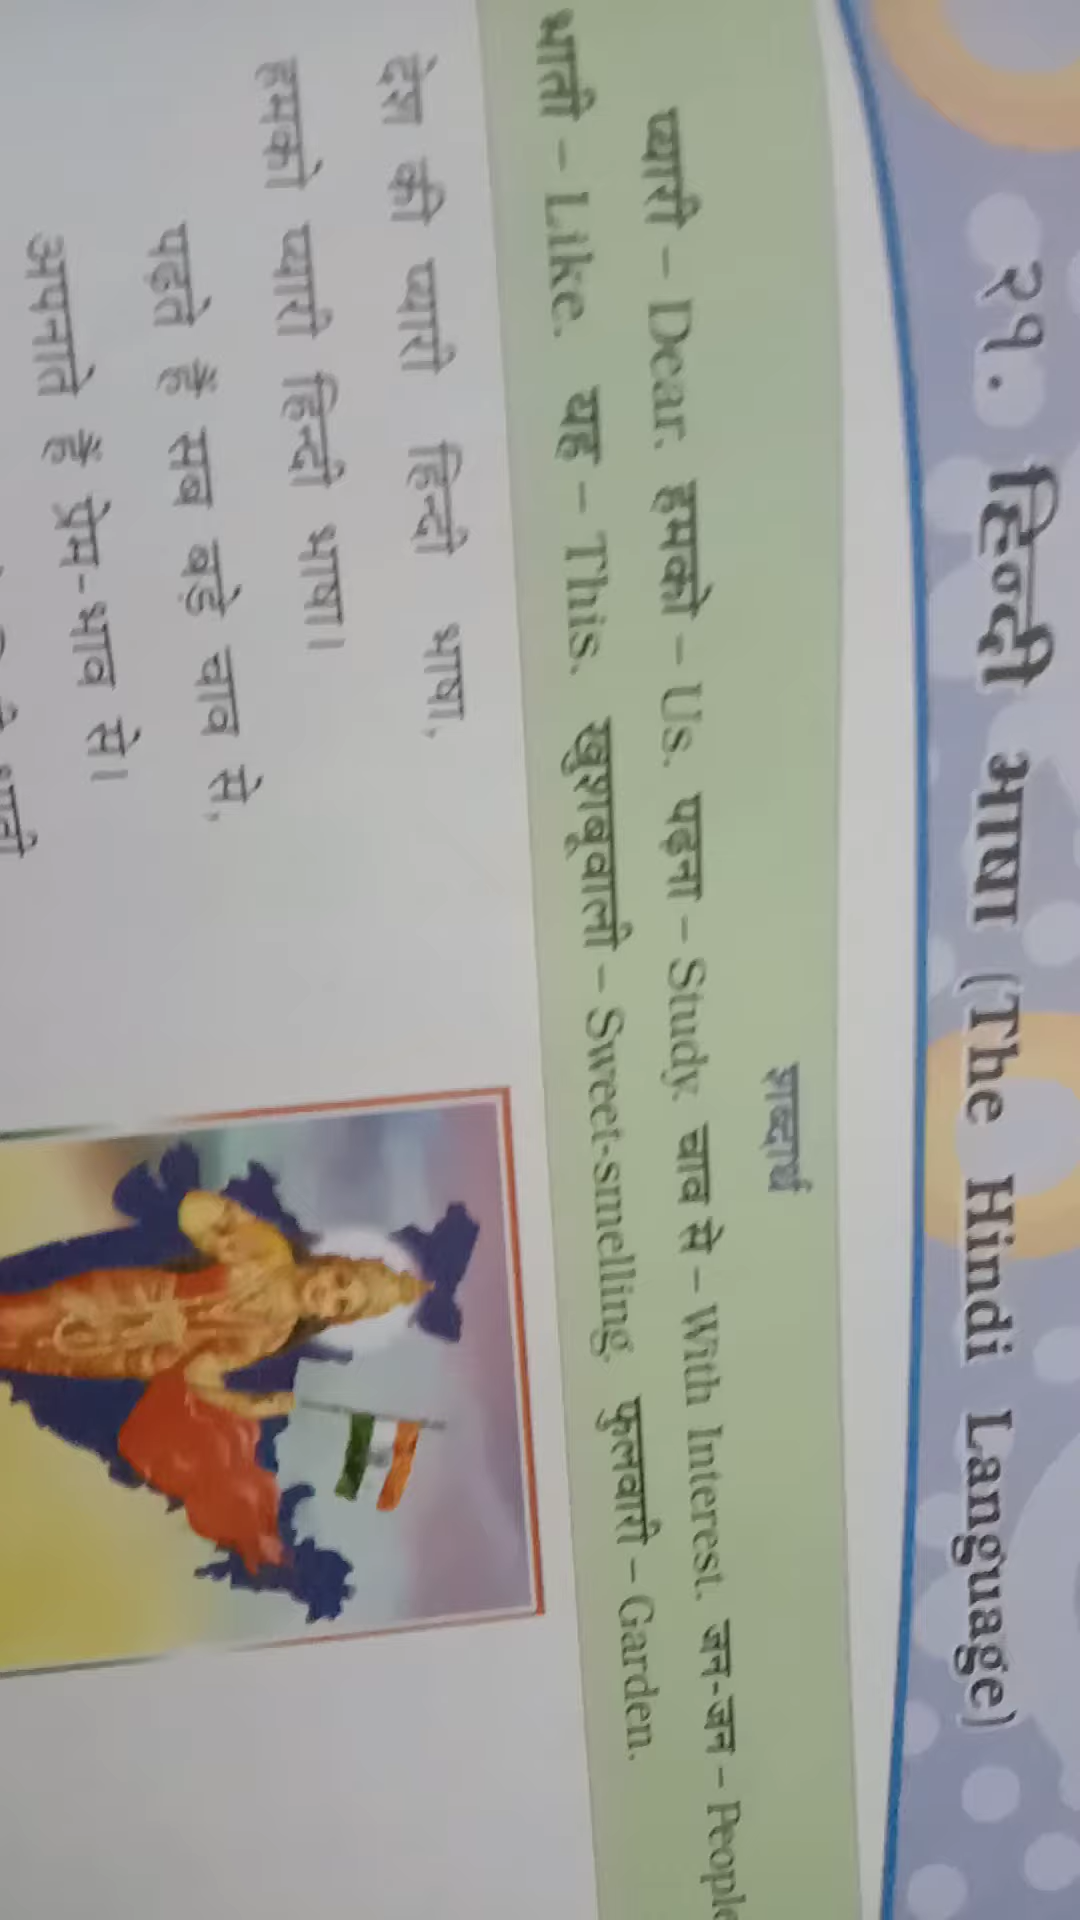 २१. हिन्दी भाषा (The Hindi Language)
शब्दार्थ
प्यारी – Dear. हमको – Us. पढ़ना – Study. चाव से – With Interest. जन-जन – People
भाती – Like. यह – This. खुशबूवाली – Sweet-smelling. फुलवारी – Garden.
देश की प्यारी हिन्दी भाषा,
हमको प्यारी हिन्दी भाषा।
पढ़ते हैं सब बड़े चाव से,
अपनाते हैं प्रेम-भाव से।